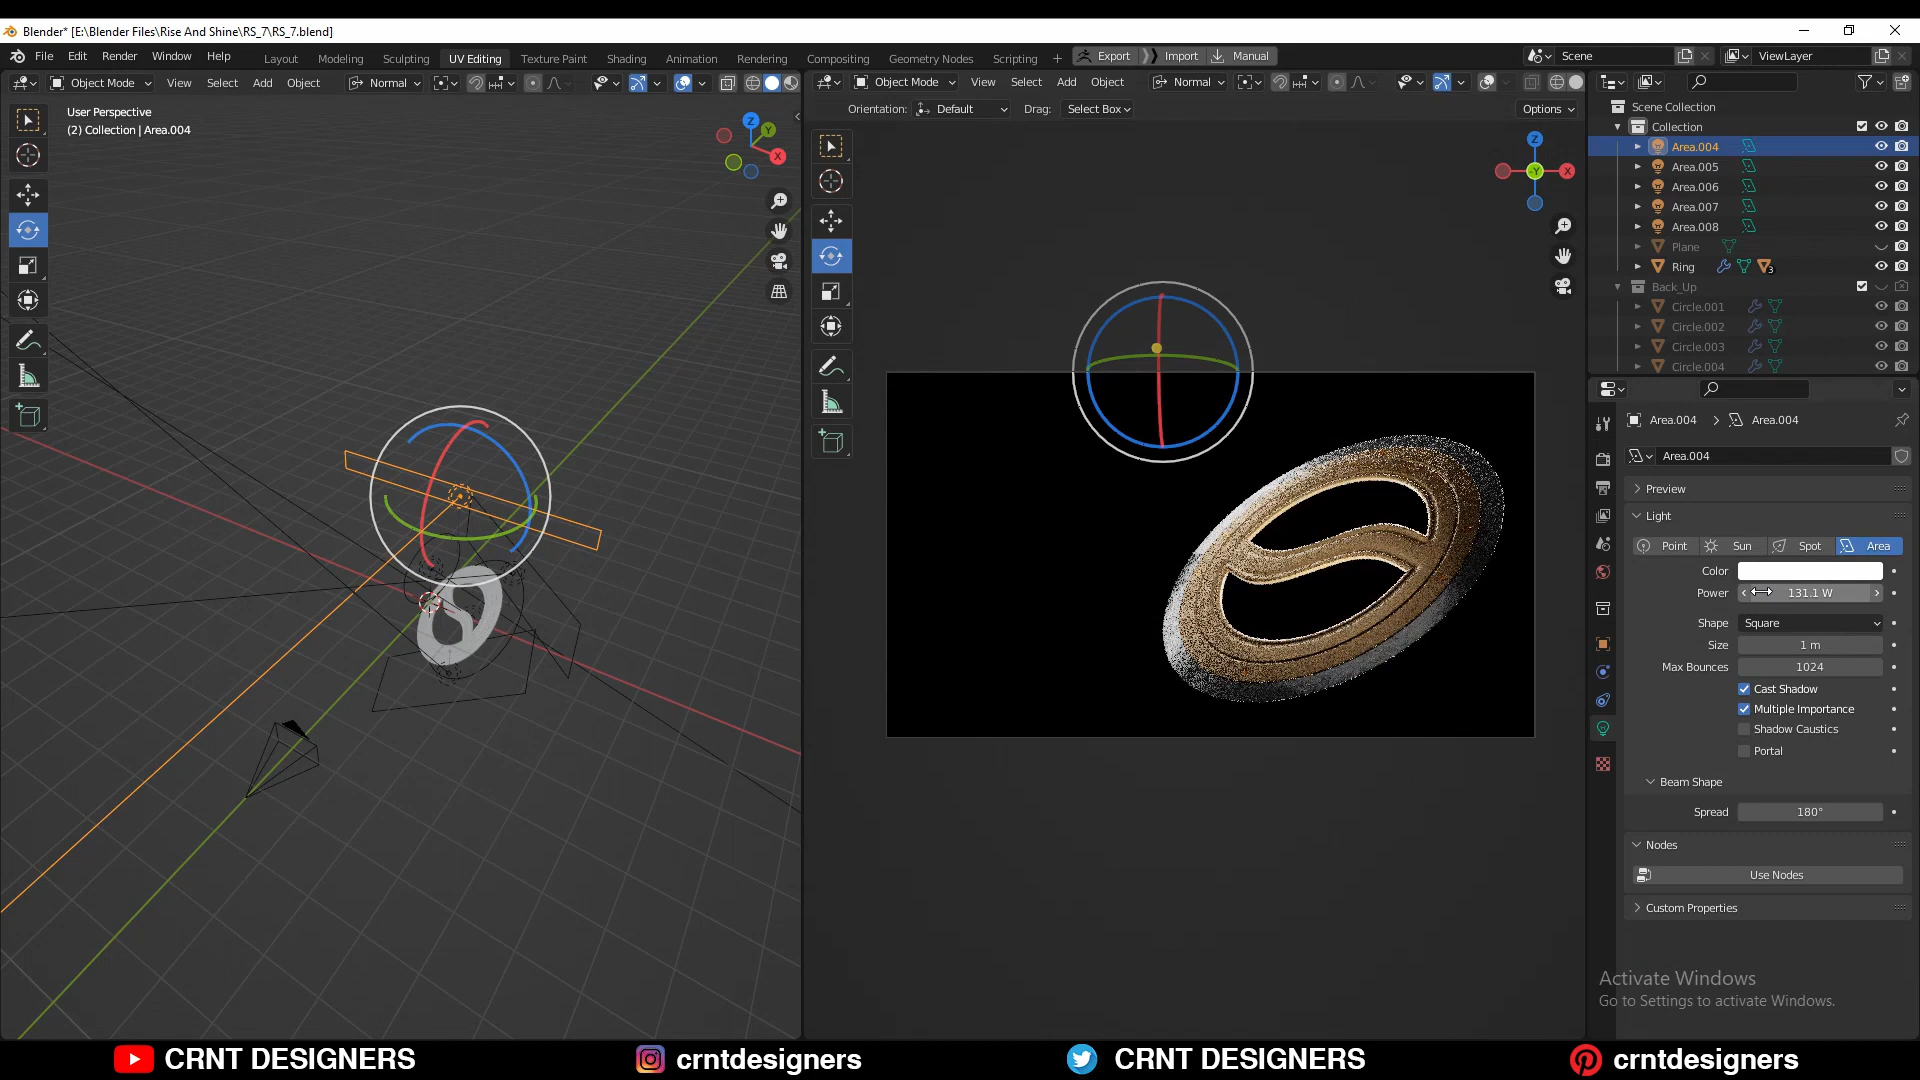 Blender* [E:\Blender Files\Rise And Shine\RS_7\RS_7.blend]
File Edit Render Window Help
Layout Modeling Sculpting UV Editing Texture Paint Shading Animation Rendering Compositing Geometry Nodes Scripting + Export Import Manual
Scene
ViewLayer
Object Mode View Select Add Object Normal
Object Mode View Select Add Object Normal
Orientation: Default Drag: Select Box Options
User Perspective
(2) Collection | Area.004
Z
Y
X
Z
-Y
X
Scene Collection
Collection
Area.004
Area.005
Area.006
Area.007
Area.008
Plane
Ring 3
Back_Up
Circle.001
Circle.002
Circle.003
Circle.004
Area.004 > Area.004
Area.004
Preview
Light
Point Sun Spot Area
Color
Power 131.1 W
Shape Square
Size 1 m
Max Bounces 1024
Cast Shadow
Multiple Importance
Shadow Caustics
Portal
Beam Shape
Spread 180°
Nodes
Use Nodes
Custom Properties
Activate Windows
Go to Settings to activate Windows.
CRNT DESIGNERS crntdesigners CRNT DESIGNERS crntdesigners